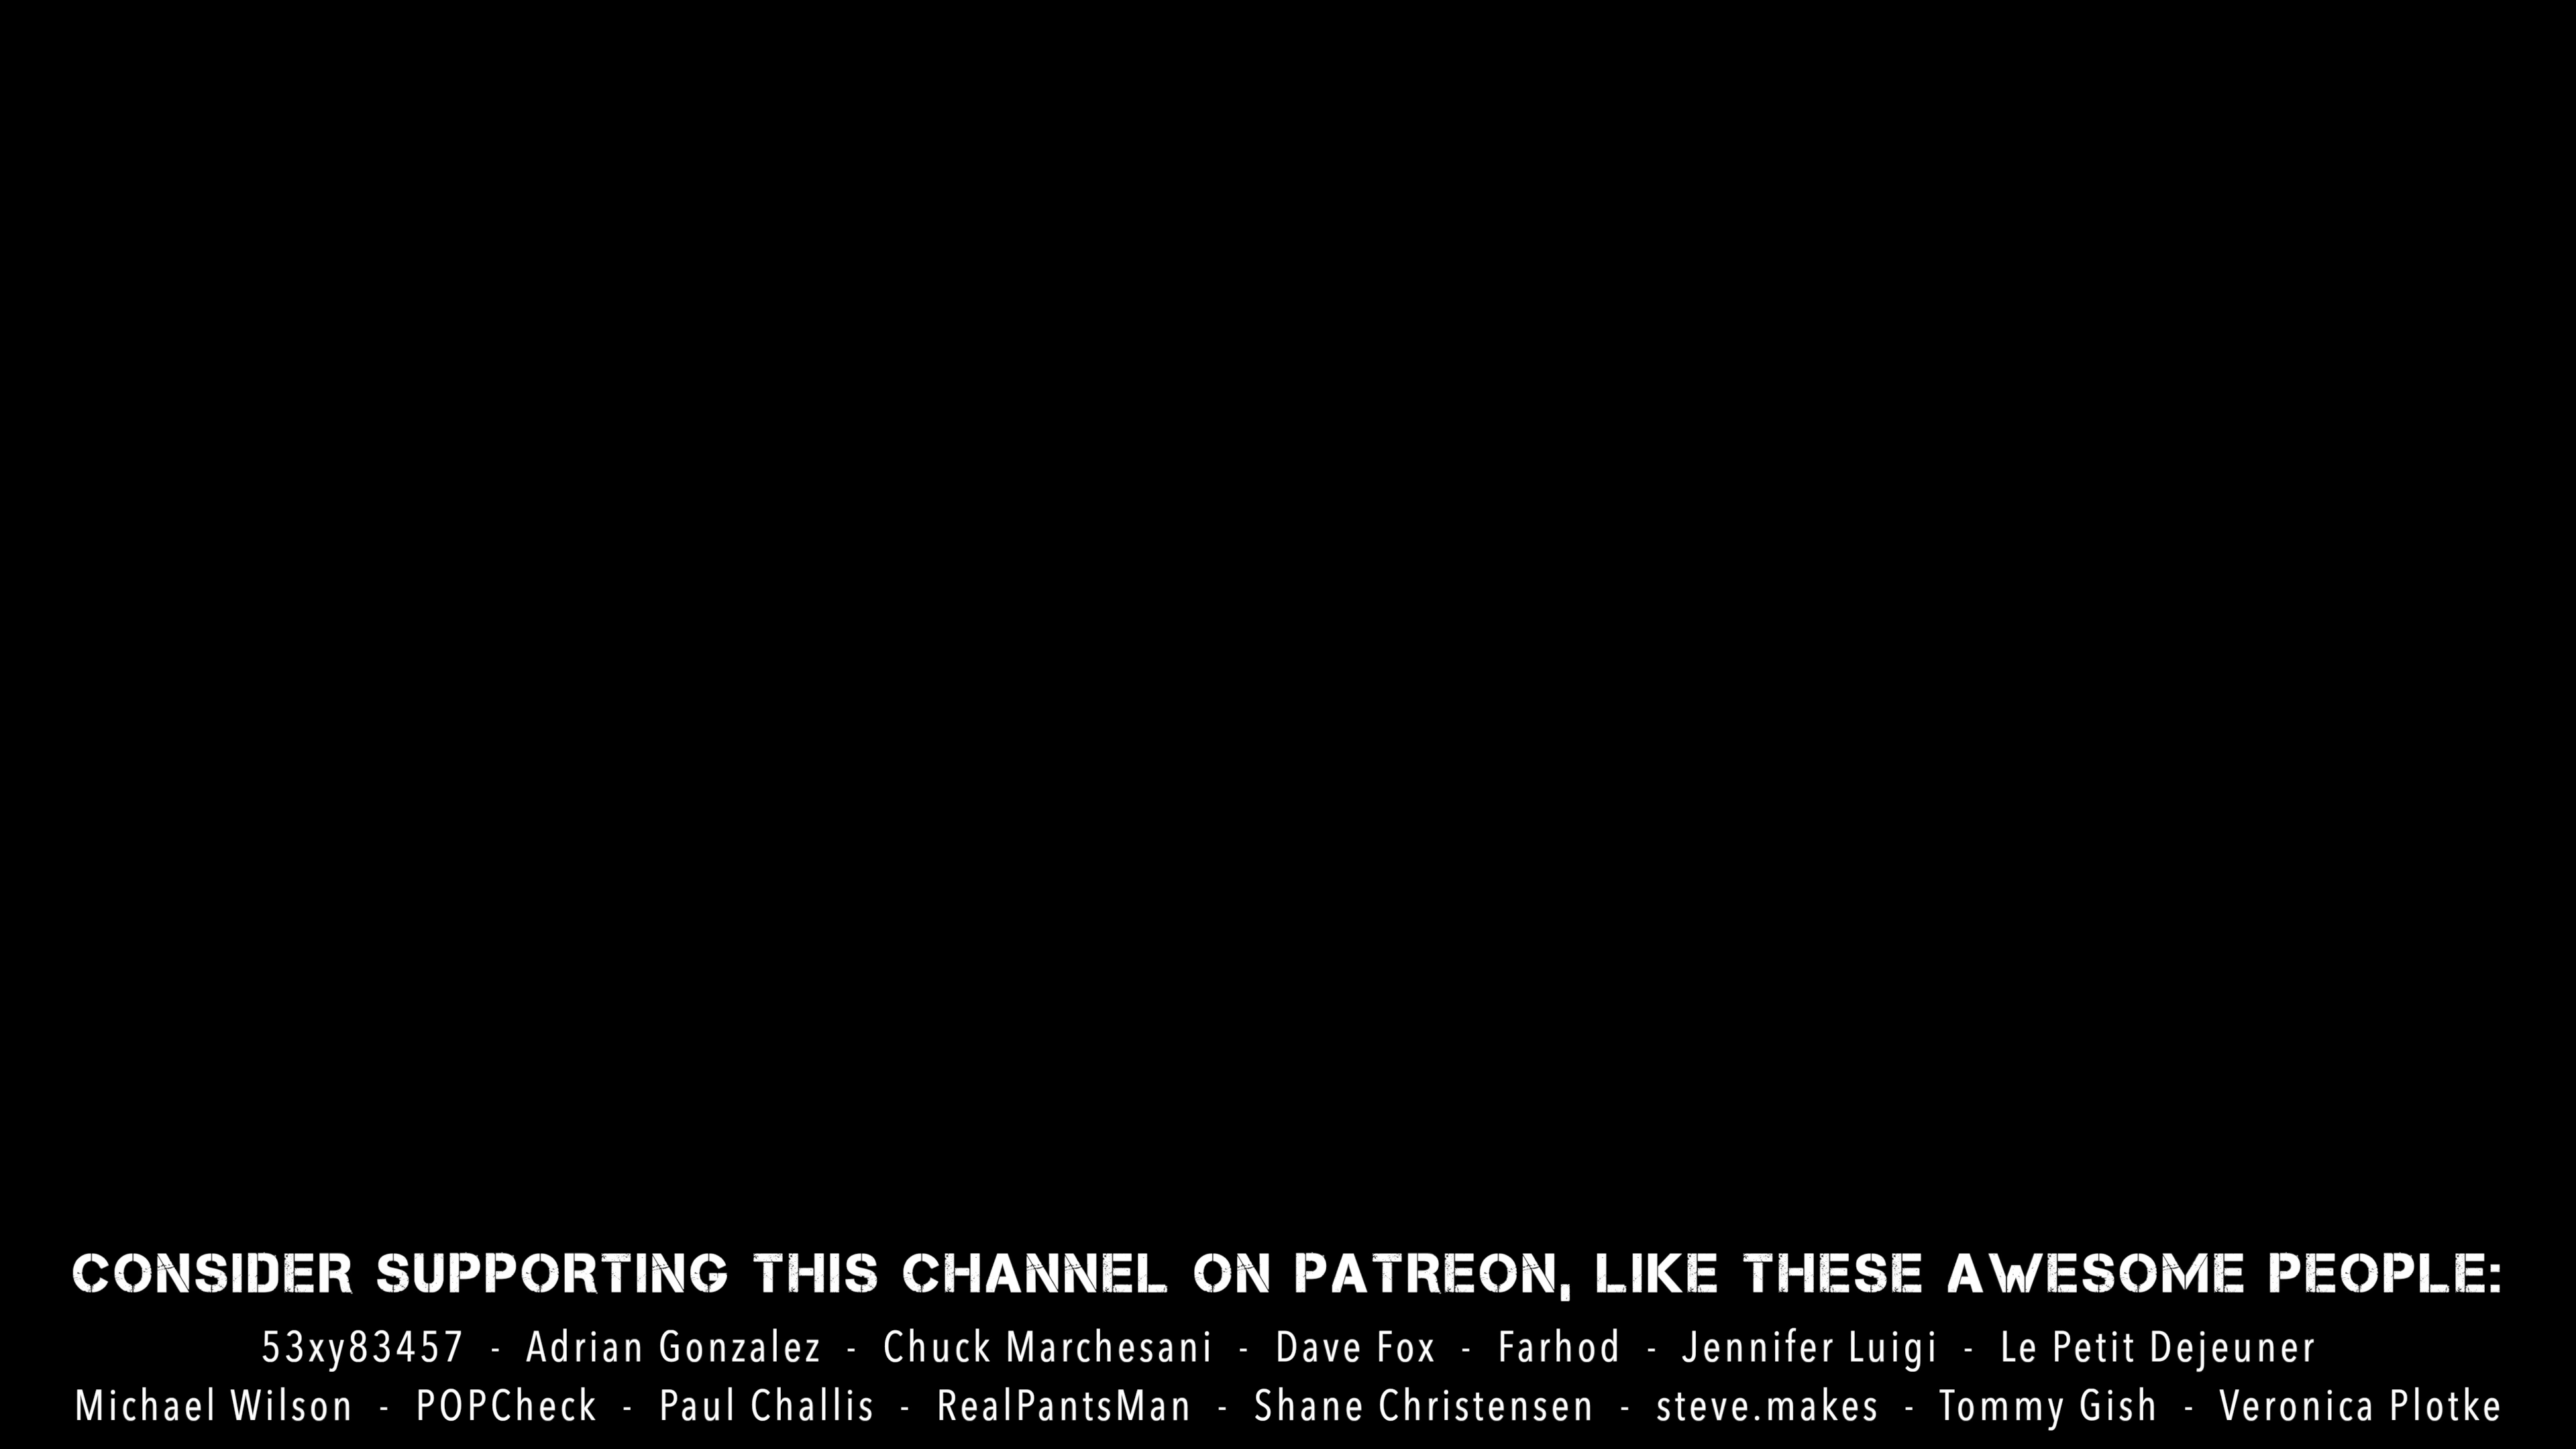 CONSIDER SUPPORTING THIS CHANNEL ON PATREON, LIKE THESE AWESOME PEOPLE:
53xy83457 - Adrian Gonzalez - Chuck Marchesani - Dave Fox - Farhod - Jennifer Luigi - Le Petit Dejeuner
Michael Wilson - POPCheck - Paul Challis - RealPantsMan - Shane Christensen - steve.makes - Tommy Gish - Veronica Plotke